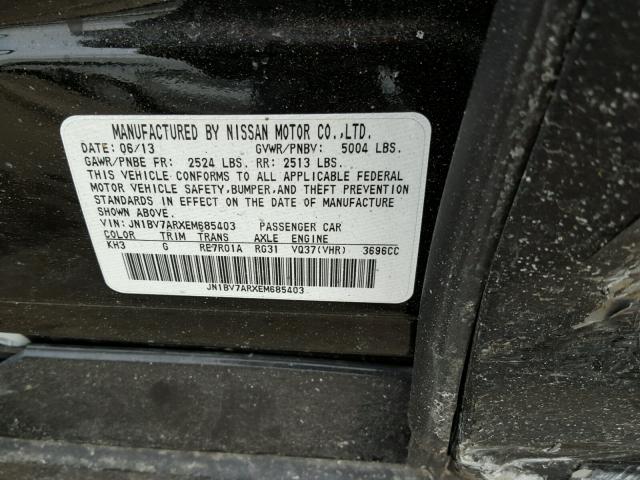 MANUFACTURED BY NISSAN MOTOR CO.,LTD.
DATE: 06/13 GVWR/PNBV: 5004 LBS.
GAWR/PNBE FR: 2524 LBS. RR: 2513 LBS.
THIS VEHICLE CONFORMS TO ALL APPLICABLE FEDERAL
MOTOR VEHICLE SAFETY,BUMPER,AND THEFT PREVENTION
STANDARDS IN EFFECT ON THE DATE OF MANUFACTURE
SHOWN ABOVE.
VIN: JN1BV7ARXEM685403 PASSENGER CAR
COLOR TRIM TRANS AXLE ENGINE
KH3 G RE7R01A RG31 VQ37(VHR) 3696CC
JN1BV7ARXEM685403